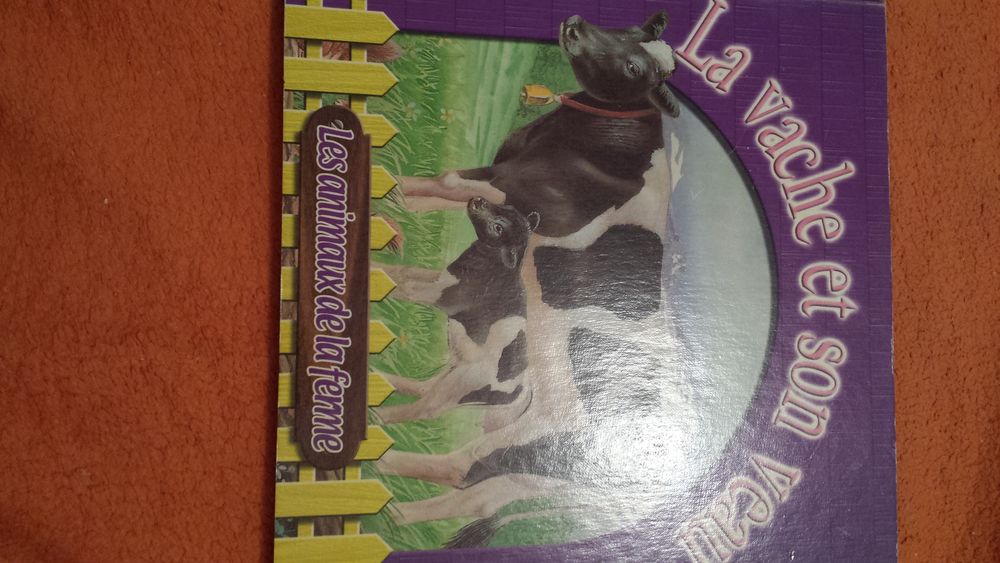 La vache et son veau
Les animaux de la ferme